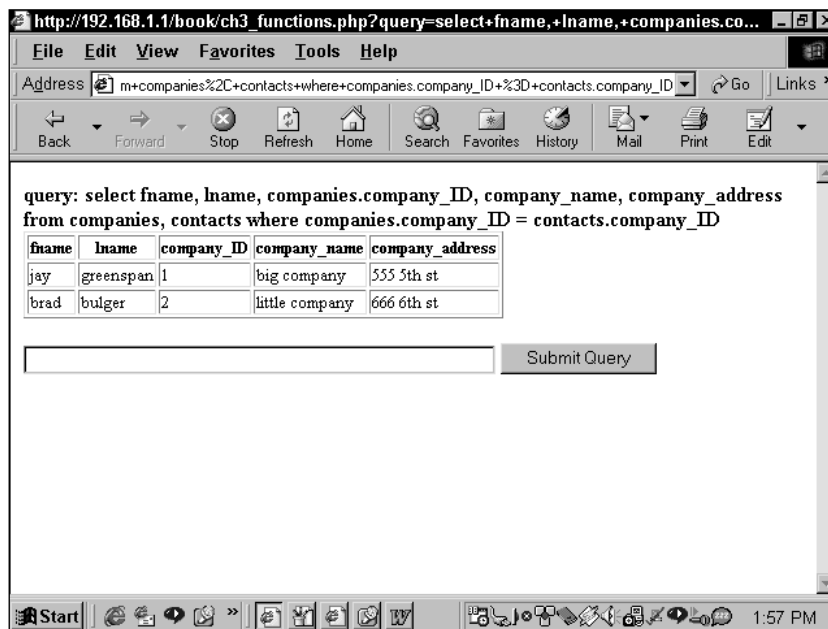 http://192.168.1.1/book/ch3_functions.php?query=select+fname,+lname,+companies.co...
File Edit View Favorites Tools Help
Address m+companies%2C+contacts+where+companies.company_ID+%3D+contacts.company_ID Go Links »
Back Forward Stop Refresh Home Search Favorites History Mail Print Edit
query: select fname, lname, companies.company_ID, company_name, company_address
from companies, contacts where companies.company_ID = contacts.company_ID
fname lname company_ID company_name company_address
jay greenspan 1 big company 555 5th st
brad bulger 2 little company 666 6th st
Submit Query
Start » 1:57 PM